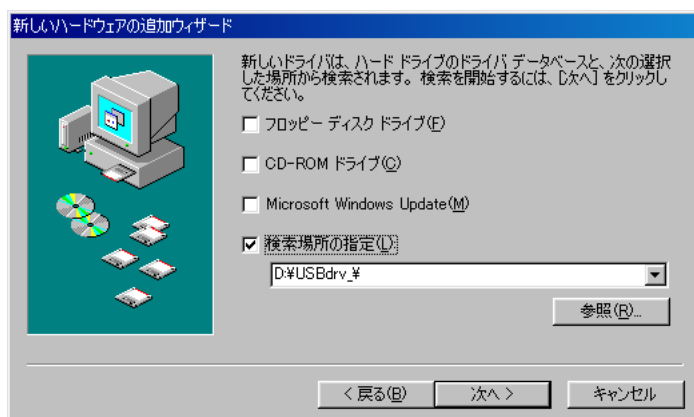 新しいハードウェアの追加ウィザード
新しいドライバは、ハード ドライブのドライバ データベースと、次の選択
した場所から検索されます。検索を開始するには、[次へ] をクリックし
てください。
フロッピー ディスク ドライブ(F)
CD-ROM ドライブ(C)
Microsoft Windows Update(M)
検索場所の指定(L):
D:¥USBdrv_¥
参照(R)...
< 戻る(B)
次へ >
キャンセル